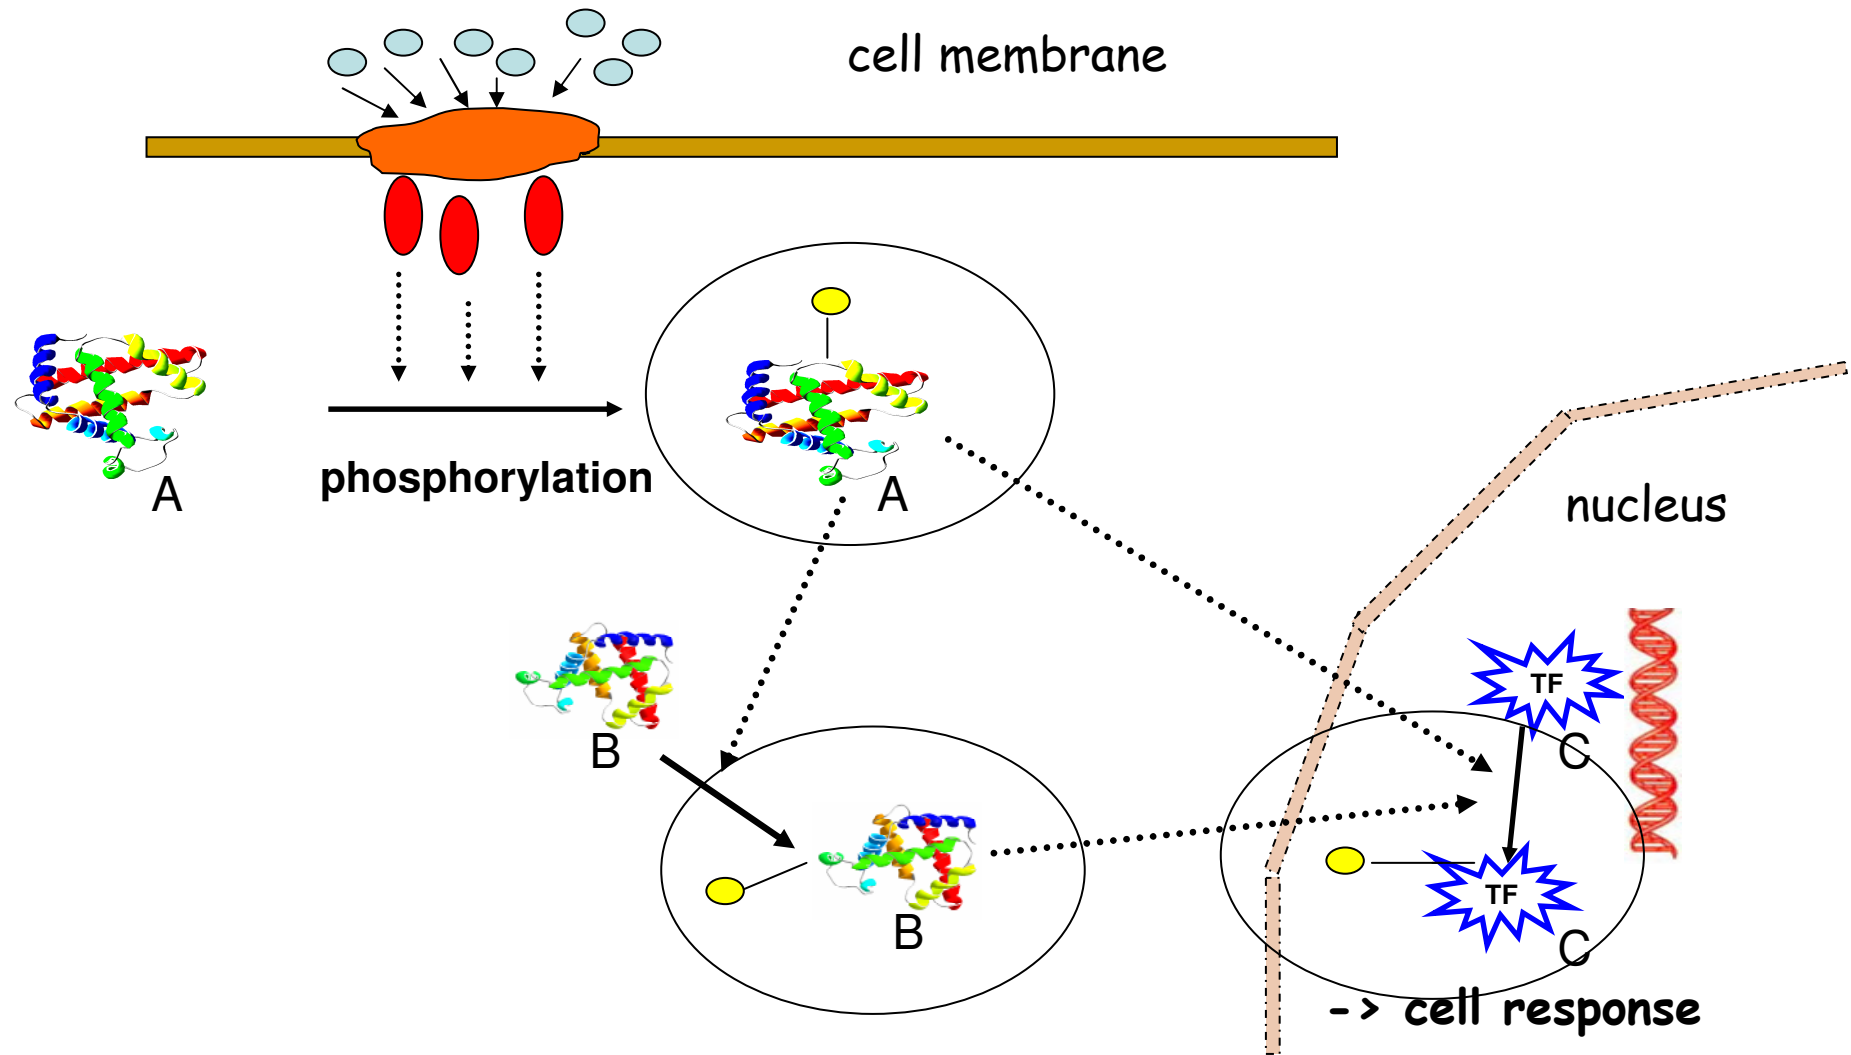 cell membrane
A
phosphorylation
A
nucleus
B
TF
C
B
TF
C
-> cell response